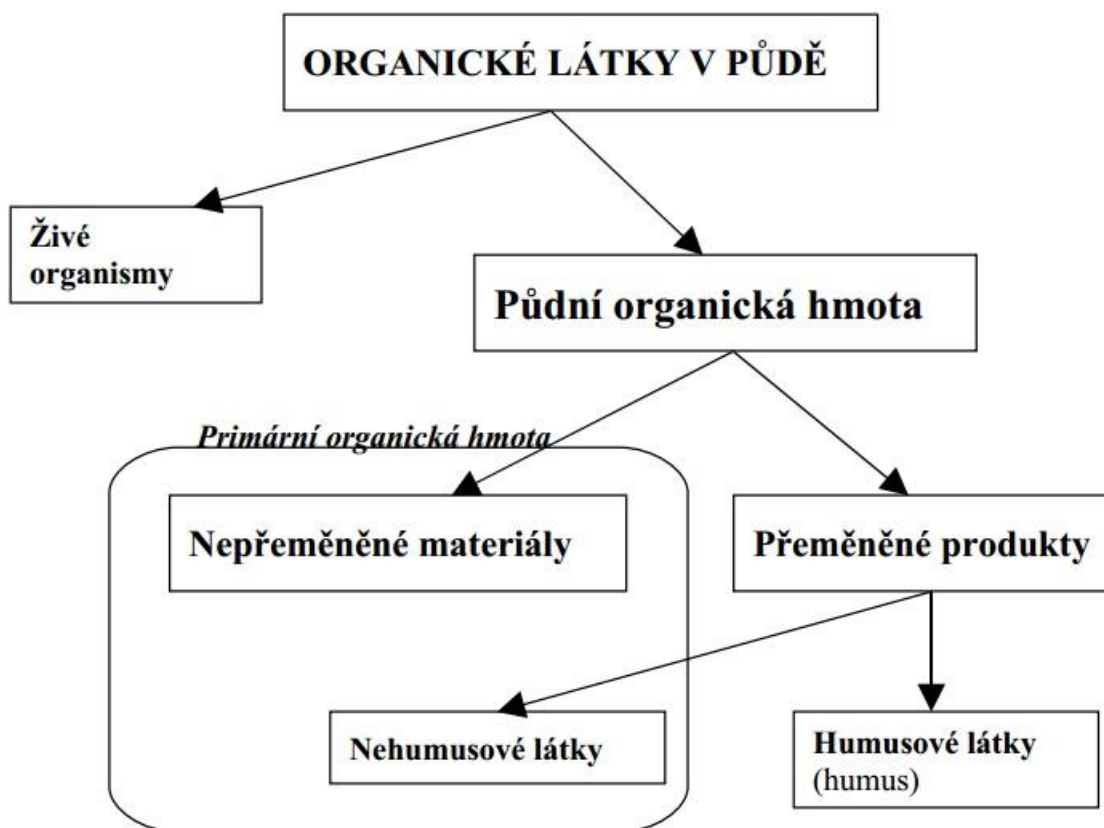 ORGANICKÉ LÁTKY V PŮDĚ
Živé
organismy
Půdní organická hmota
Primární organická hmota
Nepřeměněné materiály
Přeměněné produkty
Nehumusové látky
Humusové látky
(humus)